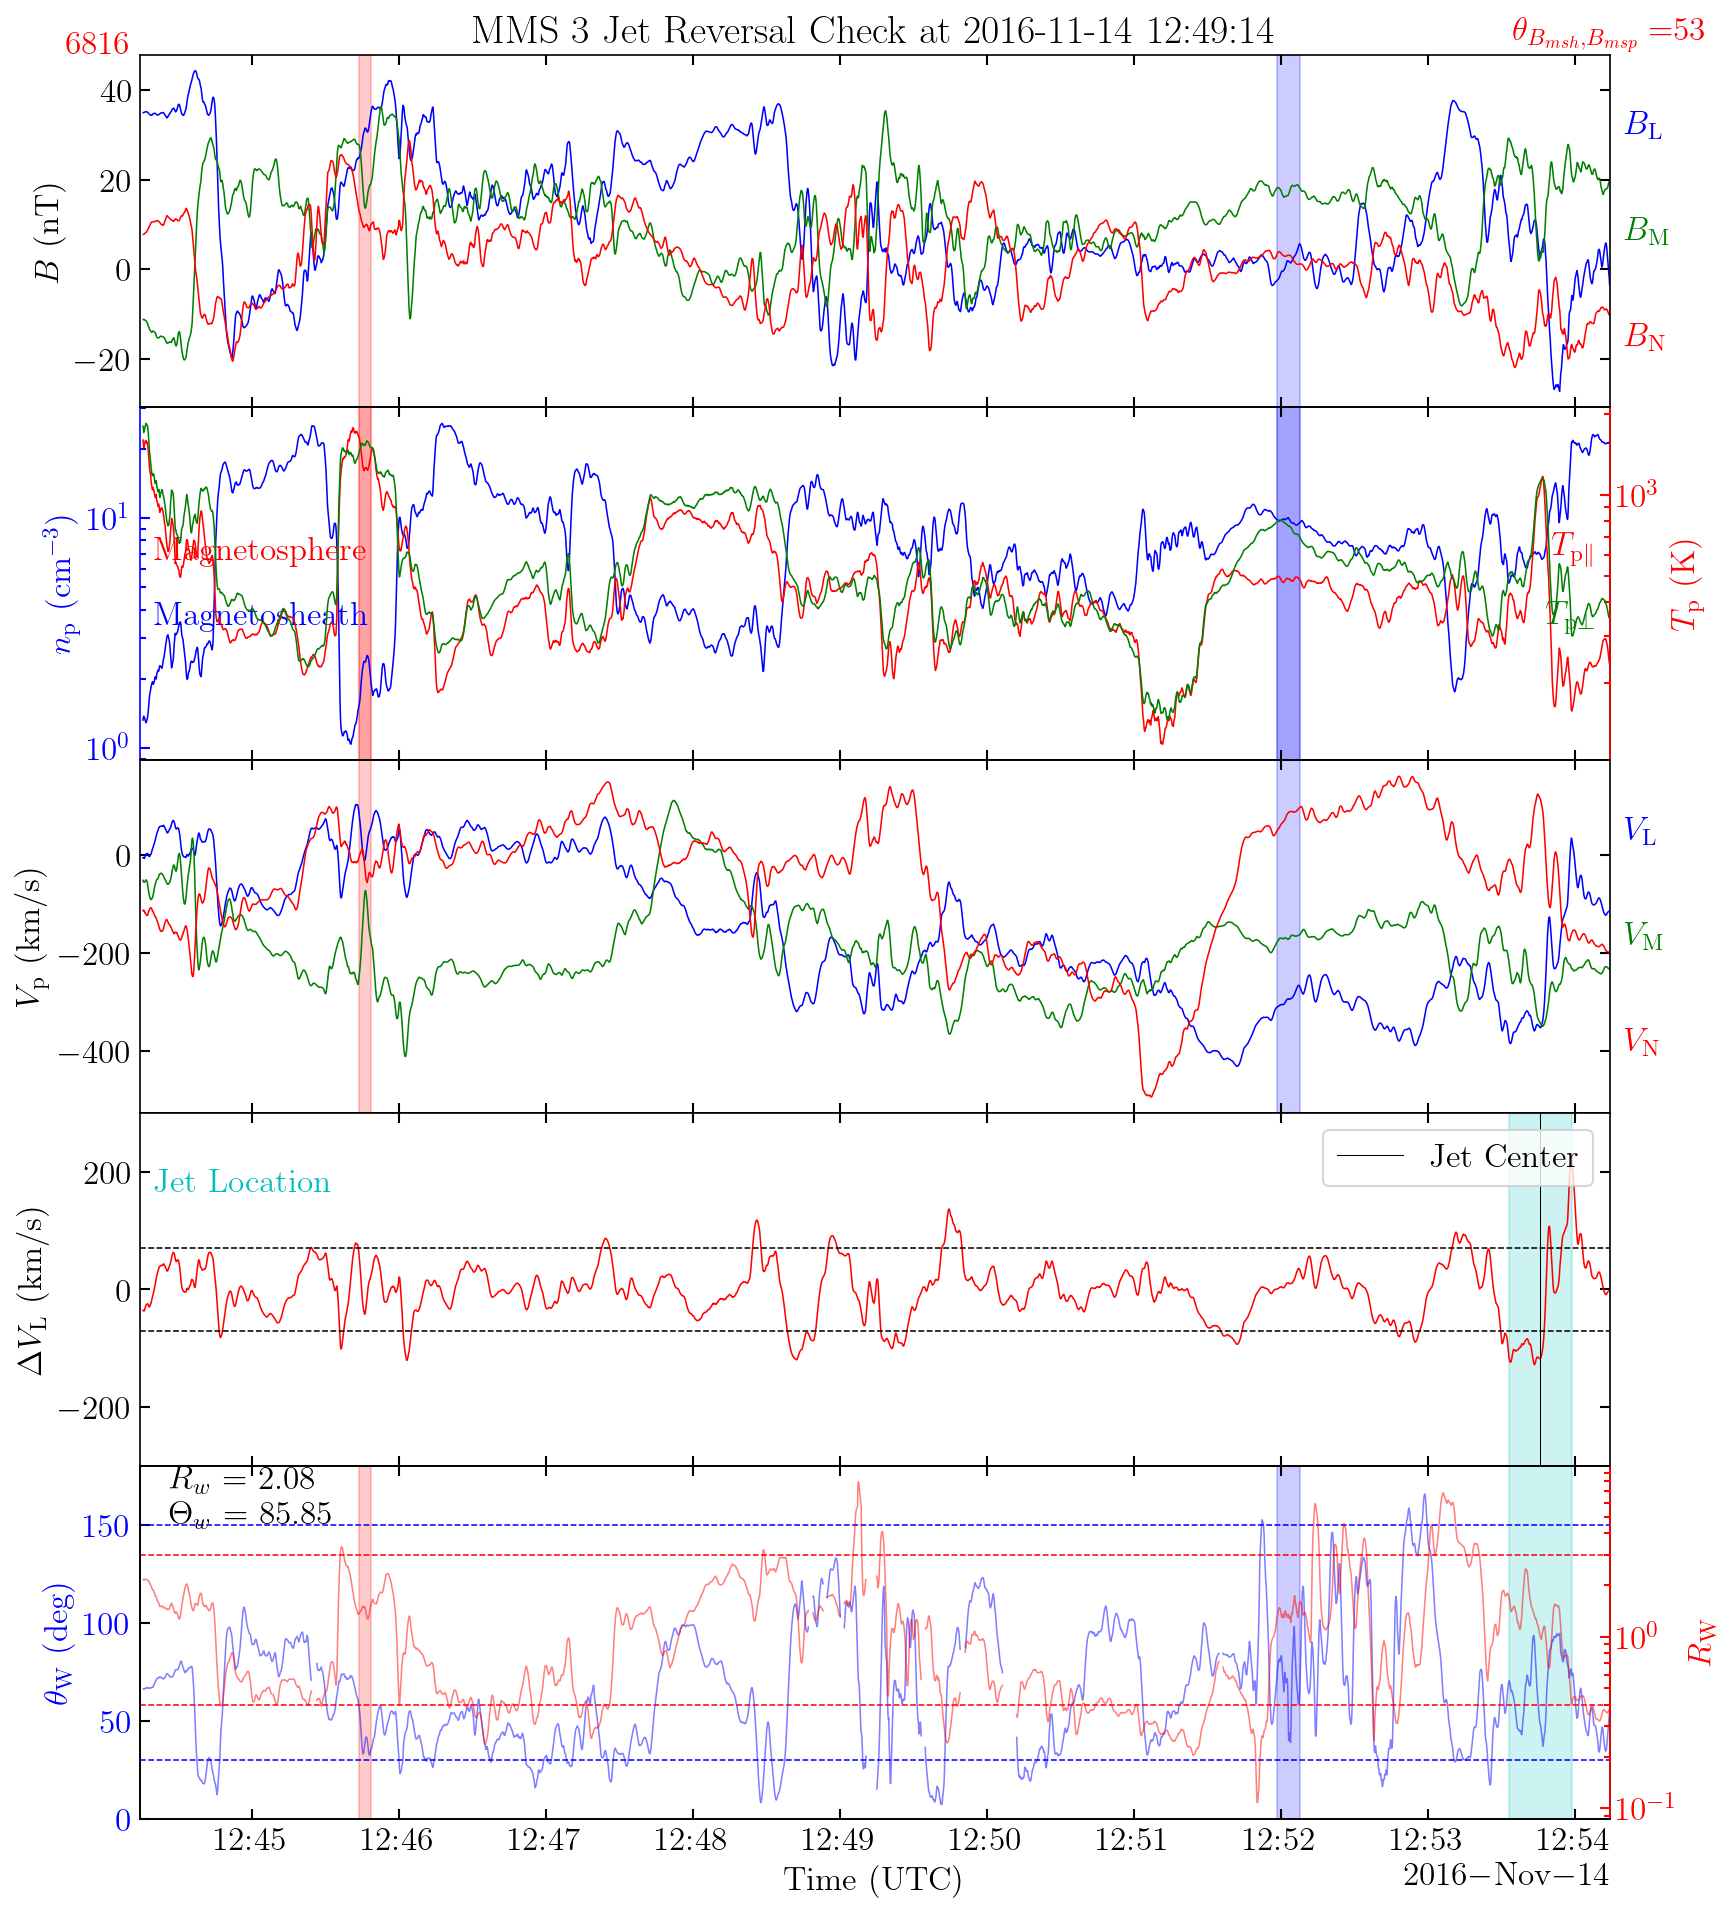 MMS 3 Jet Reversal Check at 2016-11-14 12:49:14
6816
θ_{B_{msh},B_{msp}} =53
40
20
0
−20
B (nT)
B_L
B_M
B_N
10^1
10^0
n_p (cm^{−3})
Magnetosphere
Magnetosheath
10^3
T_{p∥}
T_{p⊥}
T_p (K)
0
−200
−400
V_p (km/s)
V_L
V_M
V_N
200
0
−200
ΔV_L (km/s)
Jet Location
Jet Center
R_w = 2.08
Θ_w = 85.85
150
100
50
0
θ_W (deg)
10^0
10^{−1}
R_W
12:45 12:46 12:47 12:48 12:49 12:50 12:51 12:52 12:53 12:54
Time (UTC)
2016−Nov−14